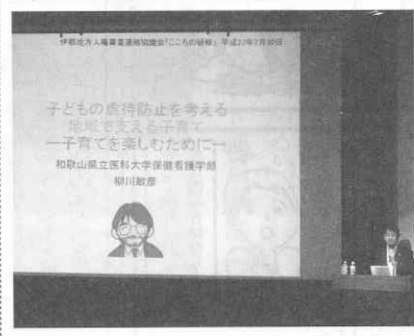 伊都地方人権尊重連絡協議会「こころの研修」 平成27年7月30日
子どもの虐待防止を考える
地域で支える子育て
―子育てを楽しむために―
和歌山県立医科大学保健看護学部
柳川敏彦